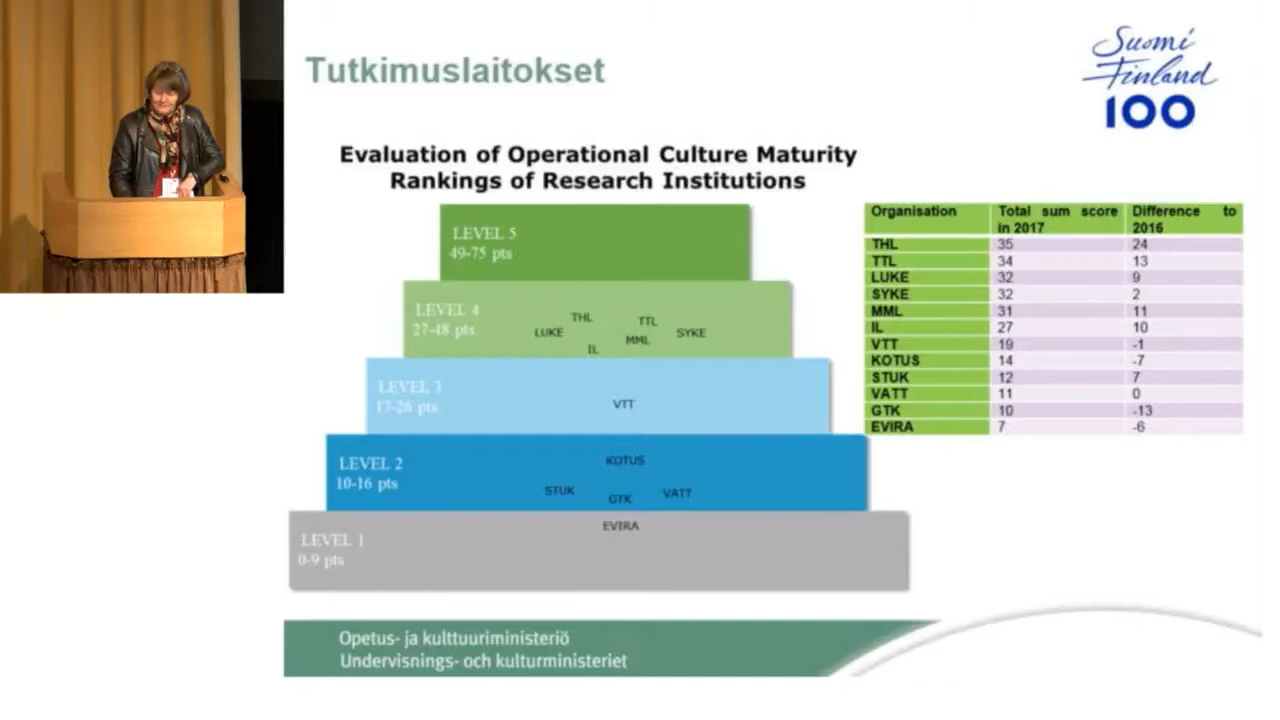 Tutkimuslaitokset
Suomi
Finland
100
Evaluation of Operational Culture Maturity
Rankings of Research Institutions
LEVEL 5
49-75 pts
LEVEL 4
27-48 pts
THL
TTL
LUKE
MML
SYKE
IL
LEVEL 3
17-26 pts
VTT
LEVEL 2
10-16 pts
KOTUS
STUK
GTK
VATT
LEVEL 1
0-9 pts
EVIRA
Organisation Total sum score in 2017 Difference to 2016
THL 35 24
TTL 34 13
LUKE 32 9
SYKE 32 2
MML 31 11
IL 27 10
VTT 19 -1
KOTUS 14 -7
STUK 12 7
VATT 11 0
GTK 10 -13
EVIRA 7 -6
Opetus- ja kulttuuriministeriö
Undervisnings- och kulturministeriet